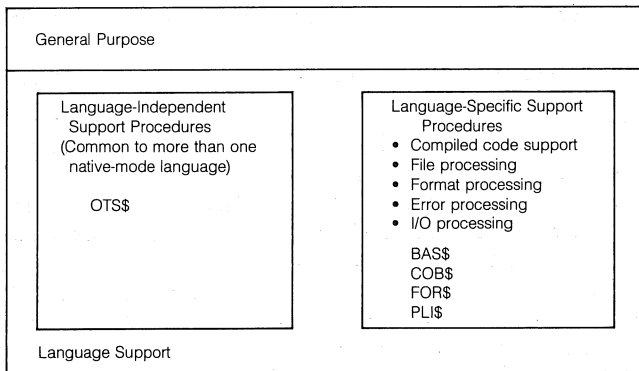 General Purpose
Language-Independent
Support Procedures
(Common to more than one
native-mode language)
OTS$
Language-Specific Support
Procedures
• Compiled code support
• File processing
• Format processing
• Error processing
• I/O processing
BAS$
COB$
FOR$
PLI$
Language Support